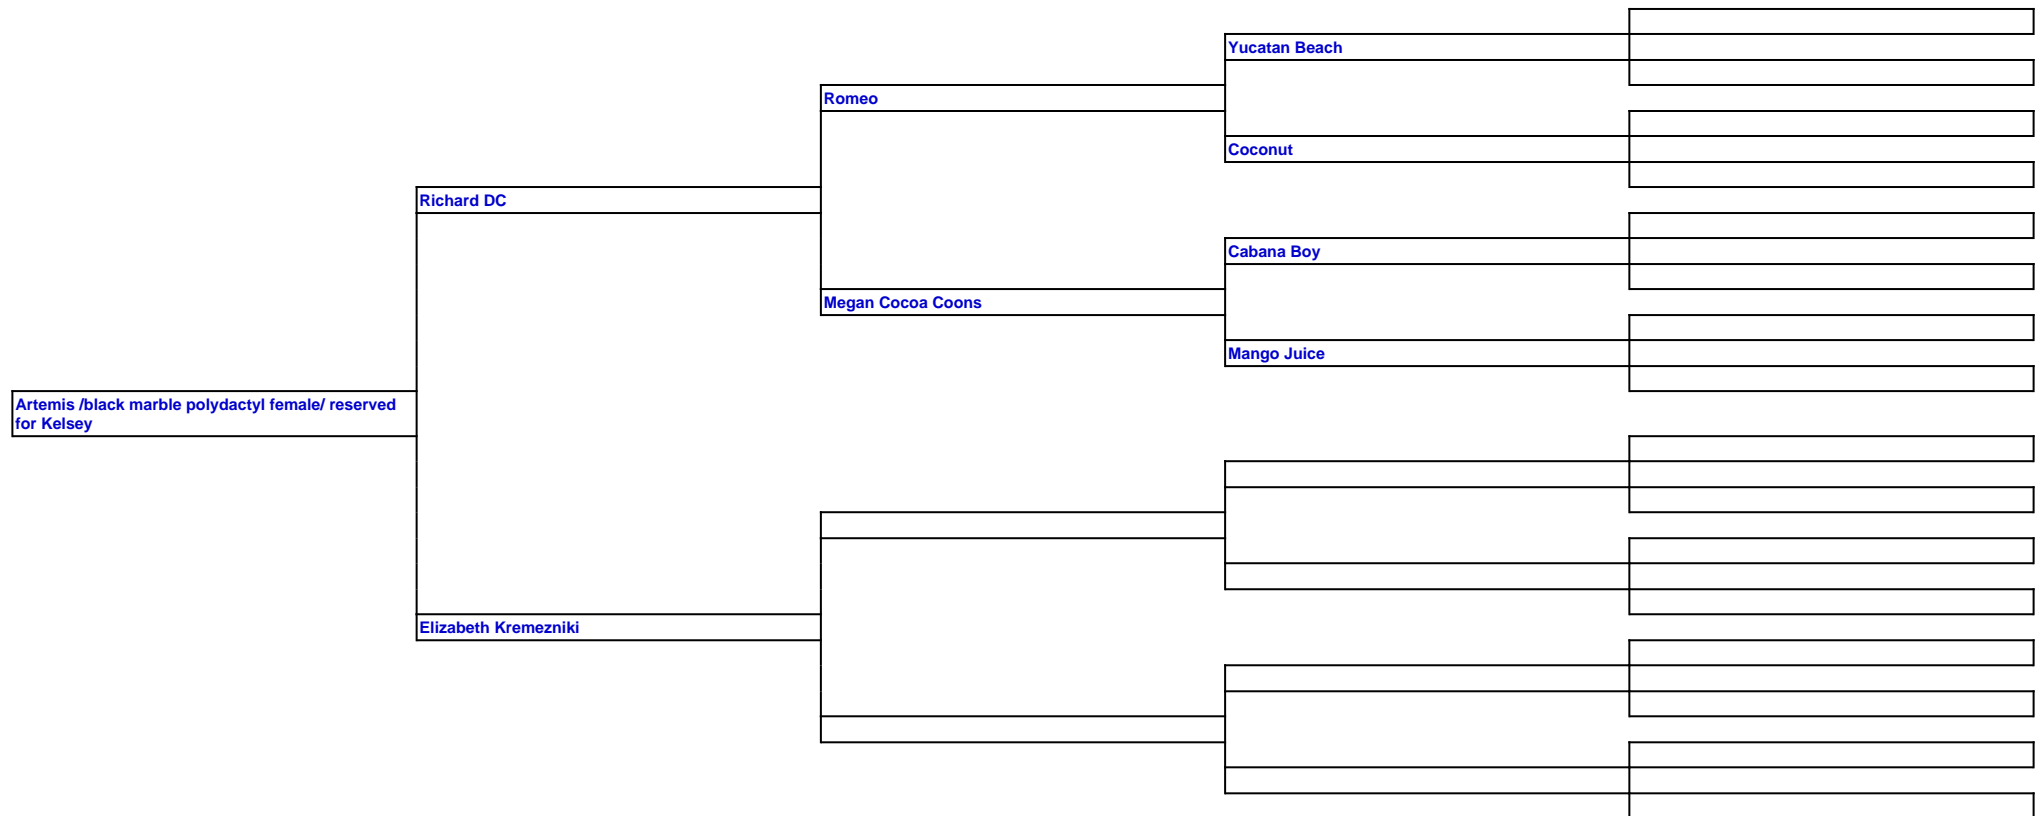 Yucatan Beach
Romeo
Coconut
Richard DC
Cabana Boy
Megan Cocoa Coons
Mango Juice
Artemis /black marble polydactyl female/ reserved
for Kelsey
Elizabeth Kremezniki